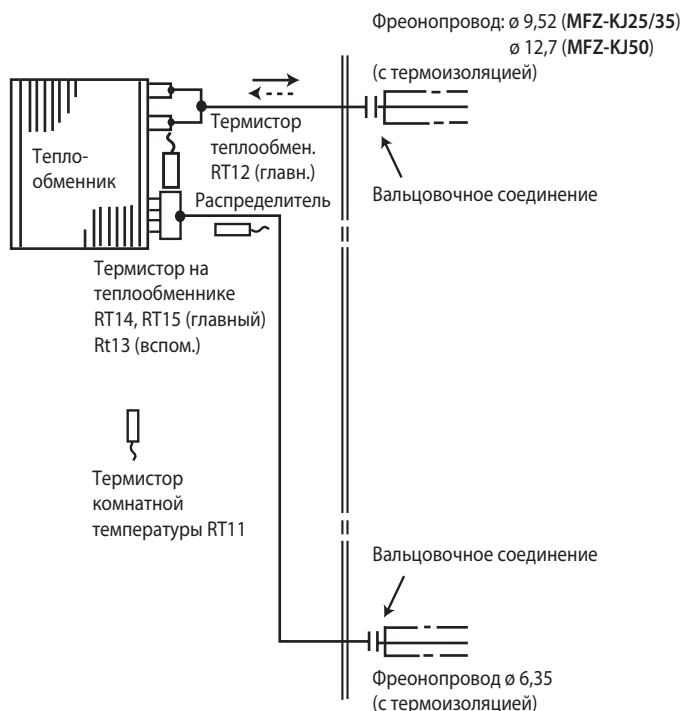 Фреонопровод: ø 9,52 (MFZ-KJ25/35)
ø 12,7 (MFZ-KJ50)
(с термоизоляцией)
Тепло-
обменник
Термистор
теплообмен.
RT12 (главн.)
Распределитель
Вальцовочное соединение
Термистор на
теплообменнике
RT14, RT15 (главный)
Rt13 (вспом.)
Термистор
комнатной
температуры RT11
Вальцовочное соединение
Фреонопровод ø 6,35
(с термоизоляцией)